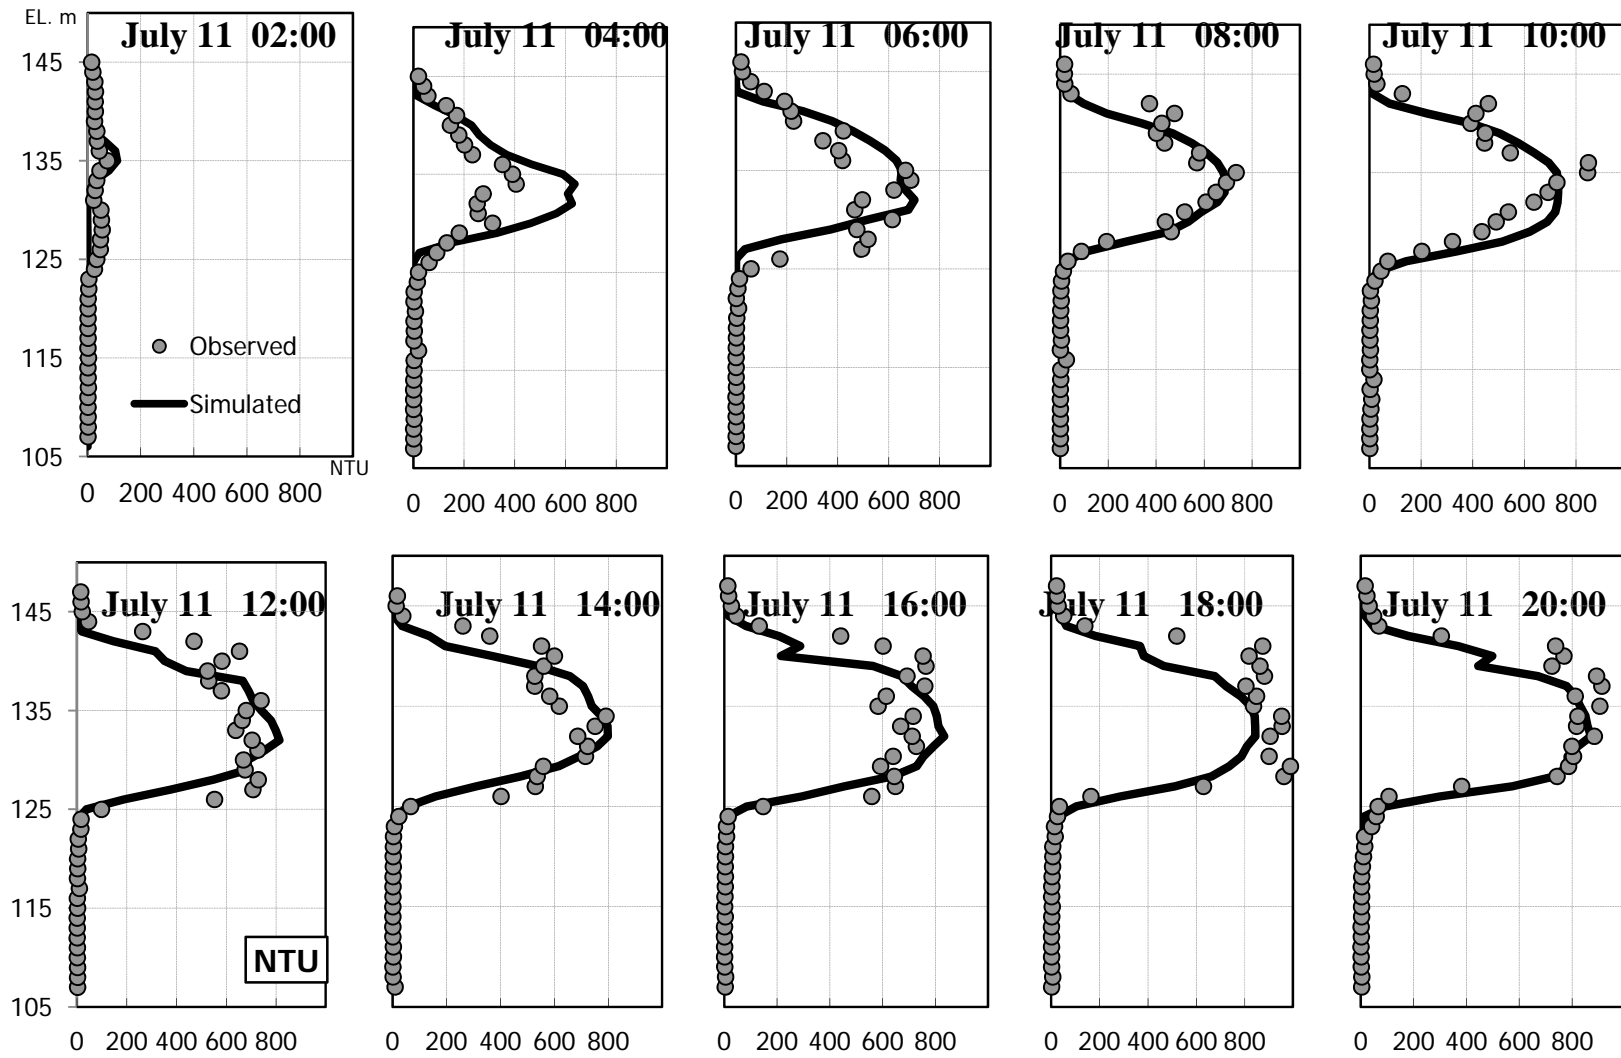 EL. m
July 11 02:00
July 11 04:00
July 11 06:00
July 11 08:00
July 11 10:00
145
135
125
115
105
Observed
Simulated
NTU
0 200 400 600 800
0 200 400 600 800
0 200 400 600 800
0 200 400 600 800
0 200 400 600 800
July 11 12:00
July 11 14:00
July 11 16:00
July 11 18:00
July 11 20:00
145
135
125
115
105
NTU
0 200 400 600 800
0 200 400 600 800
0 200 400 600 800
0 200 400 600 800
0 200 400 600 800